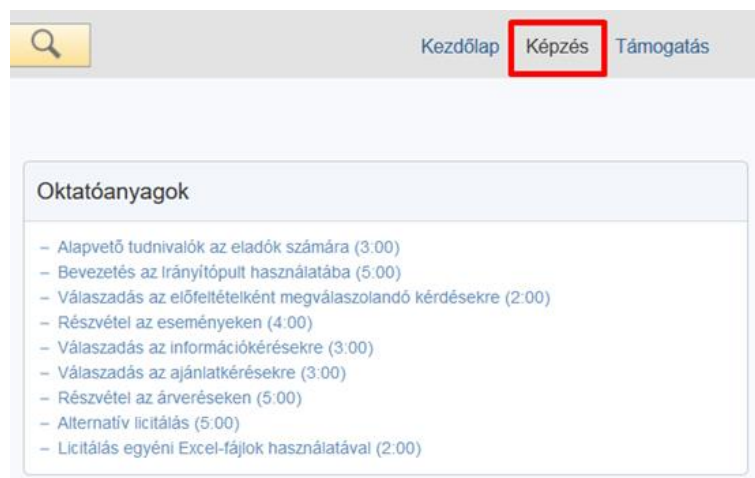 Kezdőlap Képzés Támogatás
Oktatóanyagok
– Alapvető tudnivalók az eladók számára (3:00)
– Bevezetés az Irányítópult használatába (5:00)
– Válaszadás az előfeltételként megválaszolandó kérdésekre (2:00)
– Részvétel az eseményeken (4:00)
– Válaszadás az információkérésekre (3:00)
– Válaszadás az ajánlatkérésekre (3:00)
– Részvétel az árveréseken (5:00)
– Alternatív licitálás (5:00)
– Licitálás egyéni Excel-fájlok használatával (2:00)